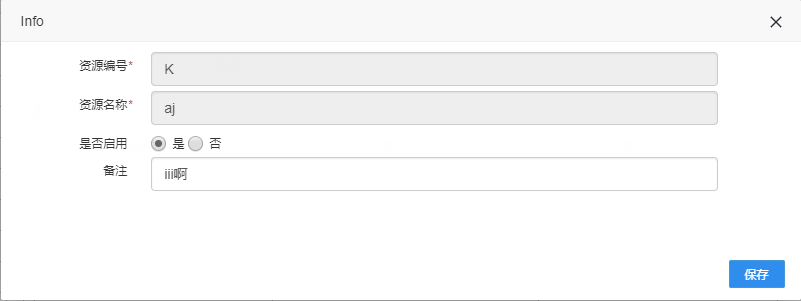 Info
资源编号* K
资源名称* aj
是否启用 是 否
备注 iii啊
保存